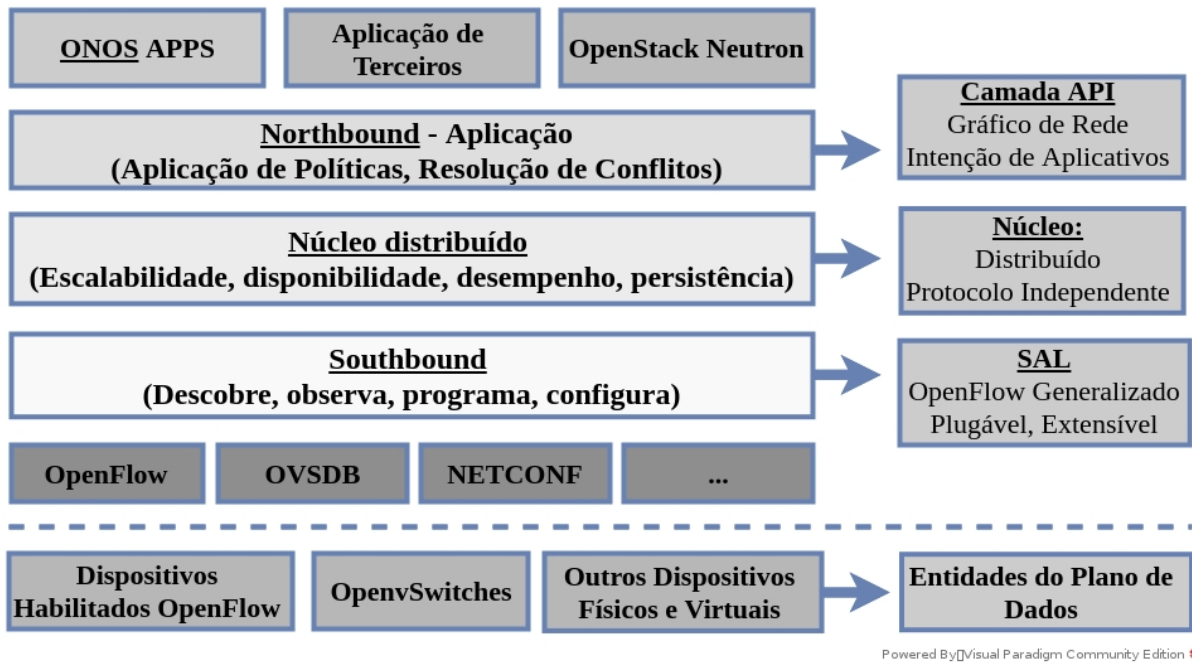 ONOS APPS
Aplicação de
Terceiros
OpenStack Neutron
Northbound - Aplicação
(Aplicação de Políticas, Resolução de Conflitos)
Camada API
Gráfico de Rede
Intenção de Aplicativos
Núcleo distribuído
(Escalabilidade, disponibilidade, desempenho, persistência)
Núcleo:
Distribuído
Protocolo Independente
Southbound
(Descobre, observa, programa, configura)
SAL
OpenFlow Generalizado
Plugável, Extensível
OpenFlow
OVSDB
NETCONF
...
Dispositivos
Habilitados OpenFlow
OpenvSwitches
Outros Dispositivos
Físicos e Virtuais
Entidades do Plano de
Dados
Powered By▯Visual Paradigm Community Edition